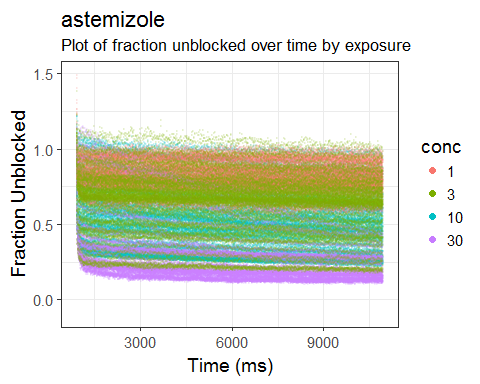 astemizole
Plot of fraction unblocked over time by exposure
Fraction Unblocked
1.5
1.0
0.5
0.0
3000
6000
9000
Time (ms)
conc
1
3
10
30